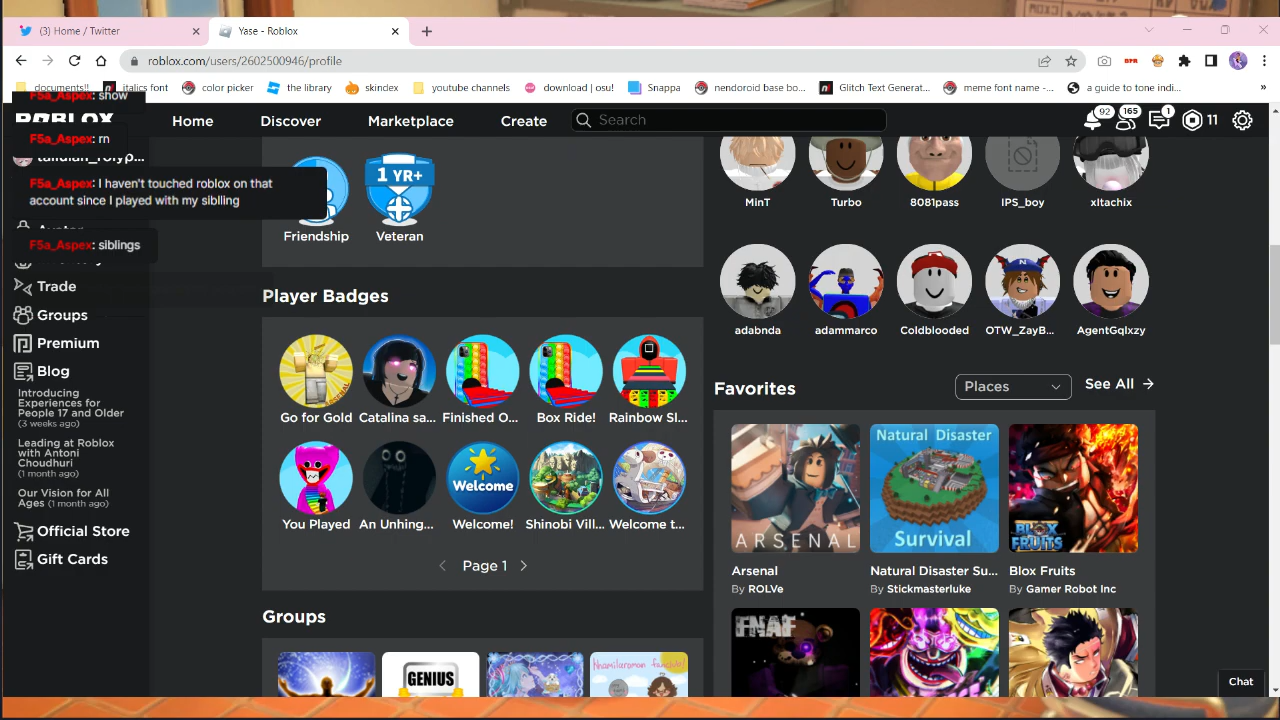 (3) Home / Twitter
Yase - Roblox
roblox.com/users/2602500946/profile
documents!!
italics font
color picker
the library
skindex
youtube channels
download | osu!
Snappa
nendoroid bab boo...
Glitch Text Generat...
meme font name -...
a guide to tone indi...
F5a_Aspex: show
F5a_Aspex: rn
F5a_Aspex: I haven't touched roblox on that
account since I played with my siblling
F5a_Aspex: siblings
ROBLOX
Home
Discover
Marketplace
Create
Search
92
165
1
11
Trade
Groups
Premium
Blog
Introducing
Experiences for
People 17 and Older
(3 weeks ago)
Leading at Roblox
with Antoni
Choudhuri
(1 month ago)
Our Vision for All
Ages (1 month ago)
Official Store
Gift Cards
1 YR+
Friendship
Veteran
Player Badges
Go for Gold
Catalina sa...
Finished O...
Box Ride!
Rainbow Sl...
Welcome
You Played
An Unhing...
Welcome!
Shinobi Vill...
Welcome t...
Page 1
Groups
GENIUS
Nhamilaroman fanclub!
MinT
Turbo
8081pass
IPS_boy
xItachix
adabnda
adammarco
Coldblooded
OTW_ZayB...
AgentGqlxzy
Favorites
Places
See All
ARSENAL
Natural Disaster
Survival
BLOX
FRUITS
Arsenal
By ROLVe
Natural Disaster Su...
By Stickmasterluke
Blox Fruits
By Gamer Robot Inc
FNAF
Chat